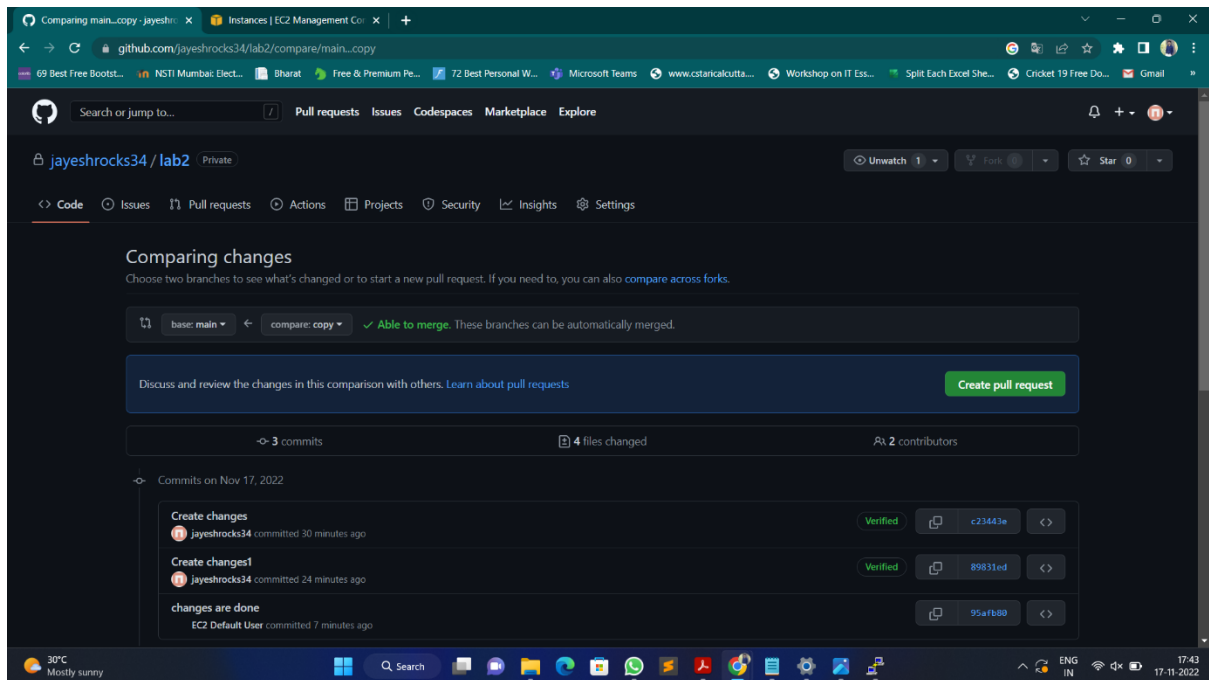 Comparing main...copy · jayeshro
Instances | EC2 Management Co
github.com/jayeshrocks34/lab2/compare/main...copy
69 Best Free Bootst...
NSTI Mumbai: Elect...
Bharat
Free & Premium Pe...
72 Best Personal W...
Microsoft Teams
www.cstaricalcutta....
Workshop on IT Ess...
Split Each Excel She...
Cricket 19 Free Do...
Gmail
»
Search or jump to...
/
Pull requests
Issues
Codespaces
Marketplace
Explore
jayeshrocks34 / lab2 Private
Unwatch 1
Fork 0
Star 0
<> Code
Issues
Pull requests
Actions
Projects
Security
Insights
Settings
Comparing changes
Choose two branches to see what's changed or to start a new pull request. If you need to, you can also compare across forks.
base: main
compare: copy
Able to merge. These branches can be automatically merged.
Discuss and review the changes in this comparison with others. Learn about pull requests
Create pull request
3 commits
4 files changed
2 contributors
Commits on Nov 17, 2022
Create changes
jayeshrocks34 committed 30 minutes ago
Verified
c23443e
<>
Create changes1
jayeshrocks34 committed 24 minutes ago
Verified
89831ed
<>
changes are done
EC2 Default User committed 7 minutes ago
95afb80
<>
30°C
Mostly sunny
Search
ENG
IN
17:43
17-11-2022